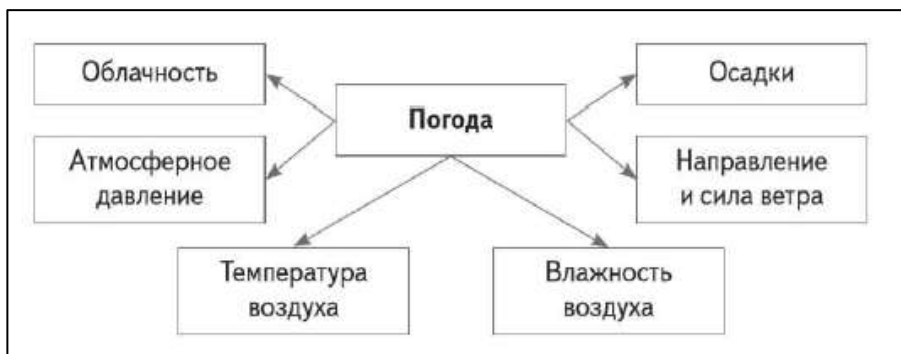 Облачность
Погода
Осадки
Атмосферное
давление
Направление
и сила ветра
Температура
воздуха
Влажность
воздуха